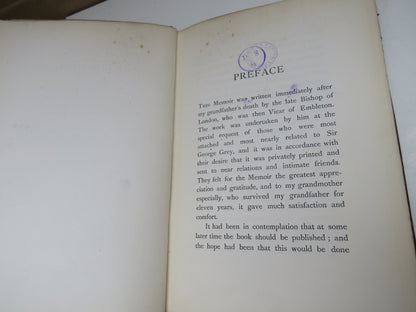 PREFACE
THIS Memoir was written immediately after
my grandfather's death by the late Bishop of
London, who was then Vicar of Embleton.
The work was undertaken by him at the
special request of those who were most
attached and most nearly related to Sir
George Grey, and it was in accordance with
their desire that it was privately printed and
sent to near relations and intimate friends.
They felt for the Memoir the greatest appre-
ciation and gratitude, and to my grandmother
especially, who survived my grandfather for
eleven years, it gave much satisfaction and
comfort.
It had been in contemplation that at some
later time the book should be published; and
the hope had been that this would be done